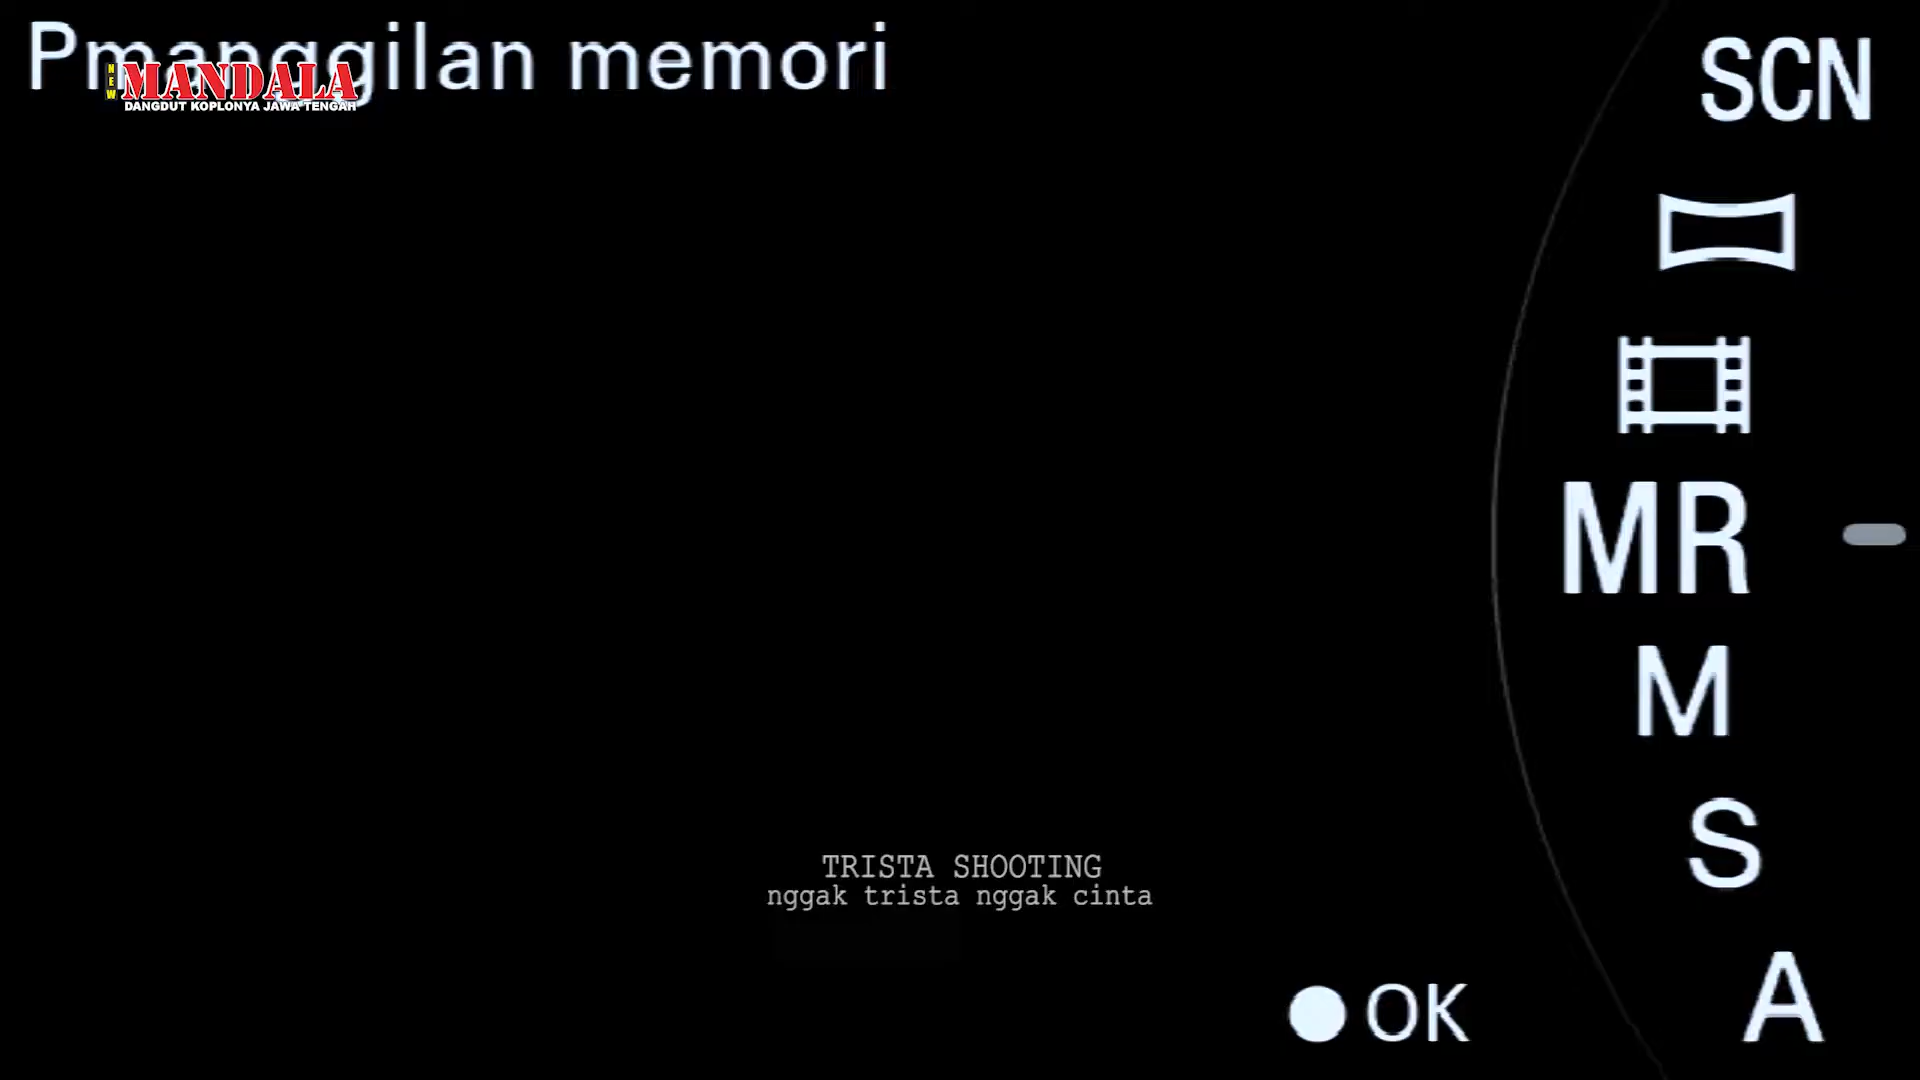 Pmanggilan memori
NEW MANDALA
DANGDUT KOPLONYA JAWA TENGAH
SCN
MR
M
S
A
TRISTA SHOOTING
nggak trista nggak cinta
OK